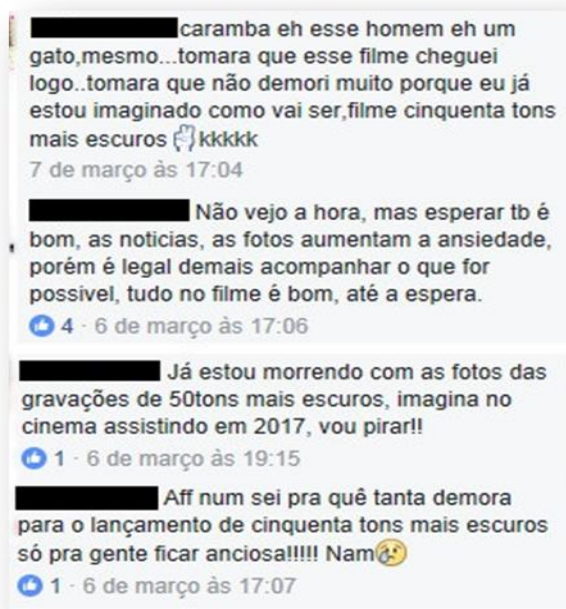 caramba eh esse homem eh um
gato,mesmo...tomara que esse filme cheguei
logo..tomara que não demori muito porque eu já
estou imaginado como vai ser,filme cinquenta tons
mais escuros kkkkk
7 de março às 17:04
Não vejo a hora, mas esperar tb é
bom, as noticias, as fotos aumentam a ansiedade,
porém é legal demais acompanhar o que for
possivel, tudo no filme é bom, até a espera.
4 · 6 de março às 17:06
Já estou morrendo com as fotos das
gravações de 50tons mais escuros, imagina no
cinema assistindo em 2017, vou pirar!!
1 · 6 de março às 19:15
Aff num sei pra quê tanta demora
para o lançamento de cinquenta tons mais escuros
só pra gente ficar anciosa!!!!! Nam
1 · 6 de março às 17:07